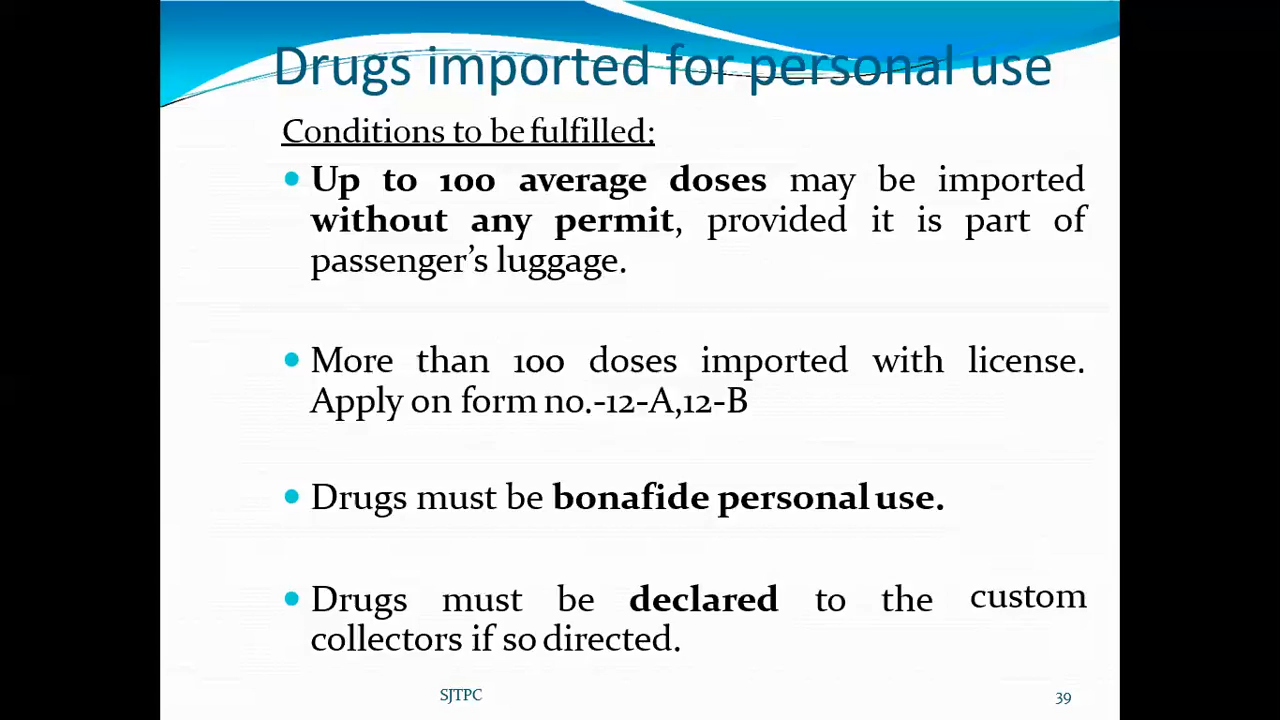 Drugs imported for personal use
Conditions to be fulfilled:
• Up to 100 average doses may be imported
without any permit, provided it is part of
passenger’s luggage.
• More than 100 doses imported with license.
Apply on form no.-12-A,12-B
• Drugs must be bonafide personal use.
• Drugs must be declared to the custom
collectors if so directed.
SJTPC 39